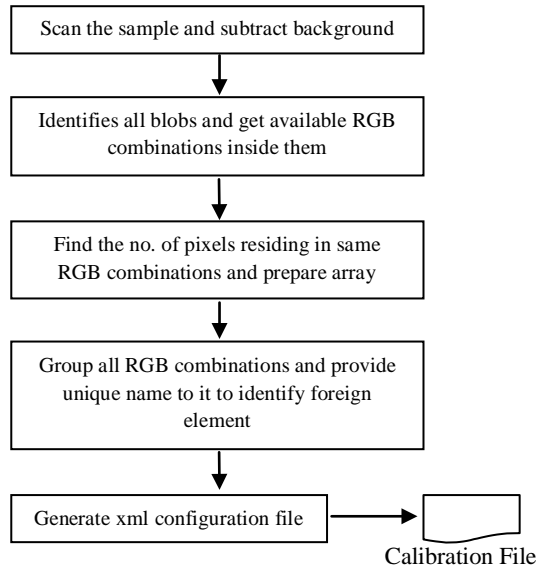 Scan the sample and subtract background
Identifies all blobs and get available RGB
combinations inside them
Find the no. of pixels residing in same
RGB combinations and prepare array
Group all RGB combinations and provide
unique name to it to identify foreign
element
Generate xml configuration file
Calibration File